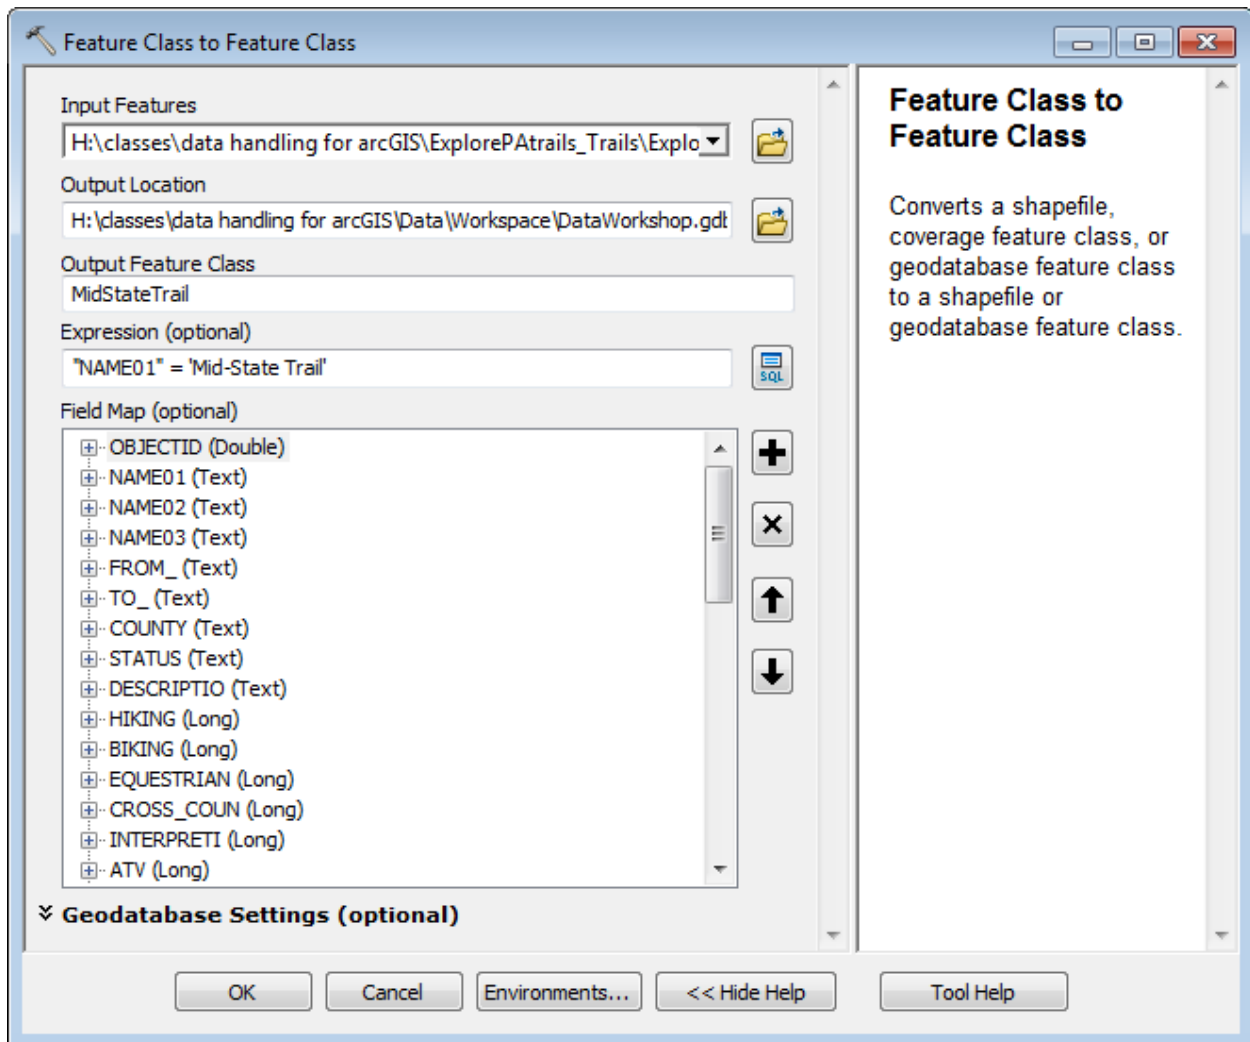 Feature Class to Feature Class
Input Features
H:\classes\data handling for arcGIS\ExplorePAtrails_Trails\Explo
Output Location
H:\classes\data handling for arcGIS\Data\Workspace\DataWorkshop.gdb
Output Feature Class
MidStateTrail
Expression (optional)
"NAME01" = 'Mid-State Trail'
SQL
Field Map (optional)
OBJECTID (Double)
NAME01 (Text)
NAME02 (Text)
NAME03 (Text)
FROM_ (Text)
TO_ (Text)
COUNTY (Text)
STATUS (Text)
DESCRIPTIO (Text)
HIKING (Long)
BIKING (Long)
EQUESTRIAN (Long)
CROSS_COUN (Long)
INTERPRETI (Long)
ATV (Long)
Geodatabase Settings (optional)
Feature Class to
Feature Class
Converts a shapefile,
coverage feature class, or
geodatabase feature class
to a shapefile or
geodatabase feature class.
OK
Cancel
Environments...
<< Hide Help
Tool Help